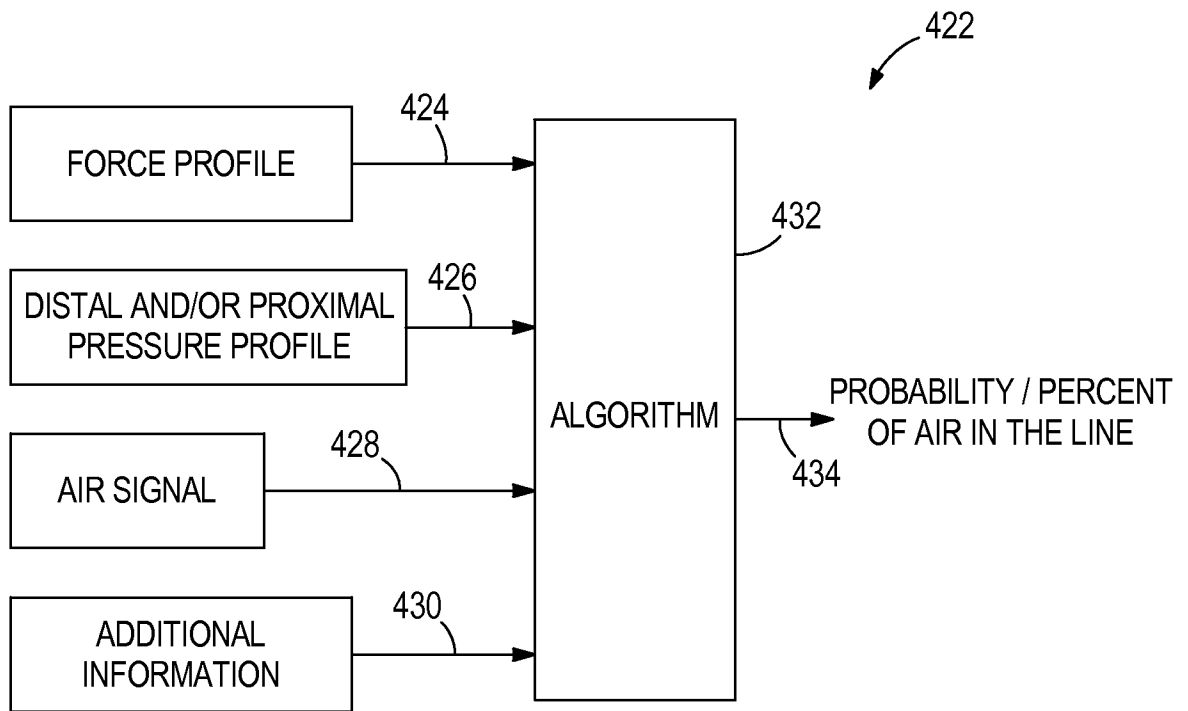 422
424
FORCE PROFILE
432
426
DISTAL AND/OR PROXIMAL
PRESSURE PROFILE
ALGORITHM
PROBABILITY / PERCENT
OF AIR IN THE LINE
434
428
AIR SIGNAL
430
ADDITIONAL
INFORMATION